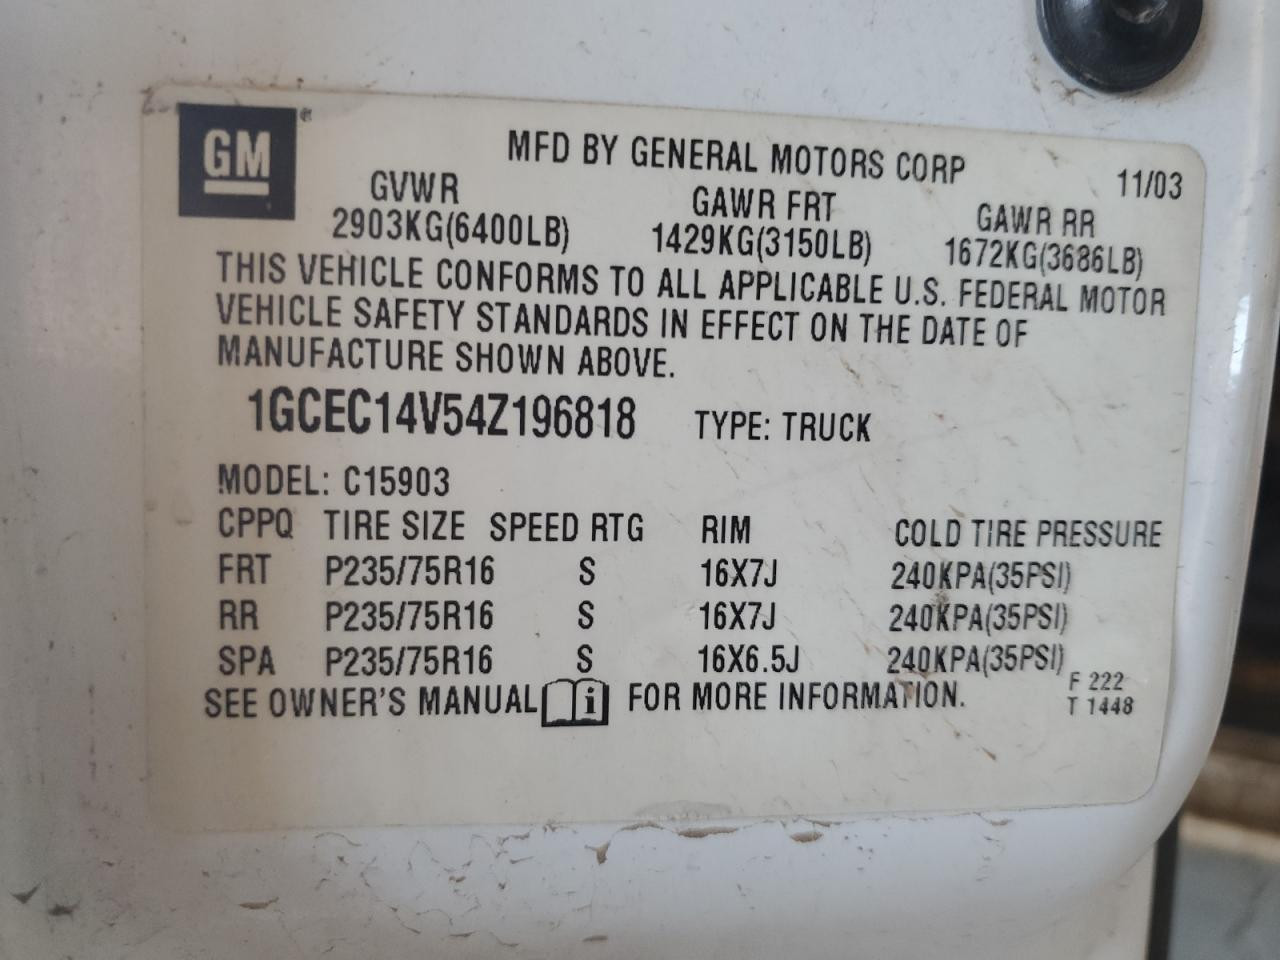 GM
MFD BY GENERAL MOTORS CORP 11/03
GVWR GAWR FRT GAWR RR
2903KG(6400LB) 1429KG(3150LB) 1672KG(3686LB)
THIS VEHICLE CONFORMS TO ALL APPLICABLE U.S. FEDERAL MOTOR
VEHICLE SAFETY STANDARDS IN EFFECT ON THE DATE OF
MANUFACTURE SHOWN ABOVE.
1GCEC14V54Z196818 TYPE: TRUCK
MODEL: C15903
CPPQ TIRE SIZE SPEED RTG RIM COLD TIRE PRESSURE
FRT P235/75R16 S 16X7J 240KPA(35PSI)
RR P235/75R16 S 16X7J 240KPA(35PSI)
SPA P235/75R16 S 16X6.5J 240KPA(35PSI)
SEE OWNER'S MANUAL i FOR MORE INFORMATION.
F 222
T 1448